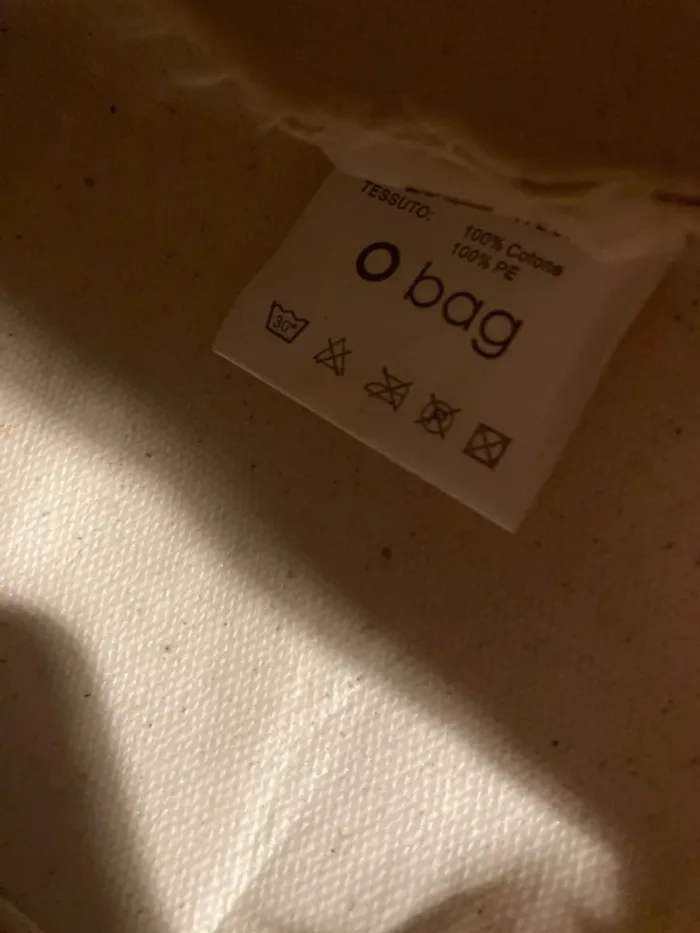 TESSUTO:
100% Cotone
100% PE
O bag
30°
P